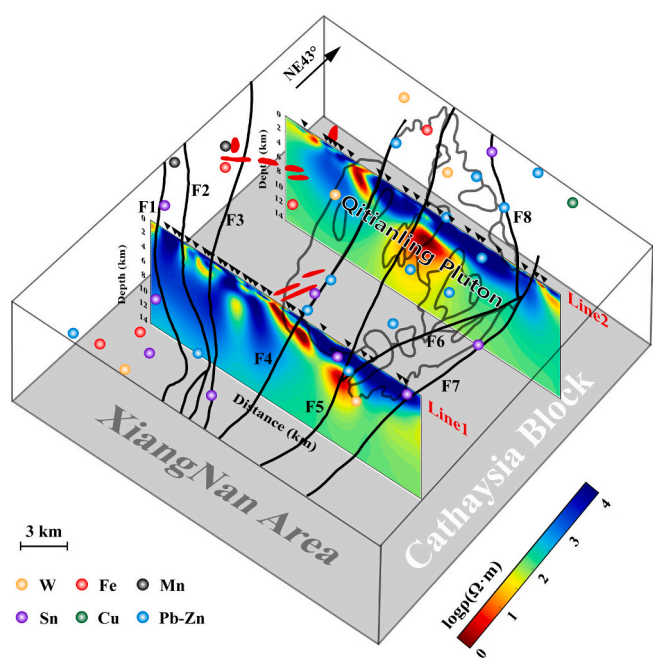 NE43°
0
2
4
6
8
10
12
14
Depth (km)
F1
F2
F3
0
2
4
6
8
10
12
14
Depth (km)
Qitianling Pluton
F8
Line2
F4
F5
F6
F7
Line1
Distance (km)
XiangNan Area
Cathaysia Block
3 km
W
Fe
Mn
Sn
Cu
Pb-Zn
logρ(Ω·m)
0
1
2
3
4